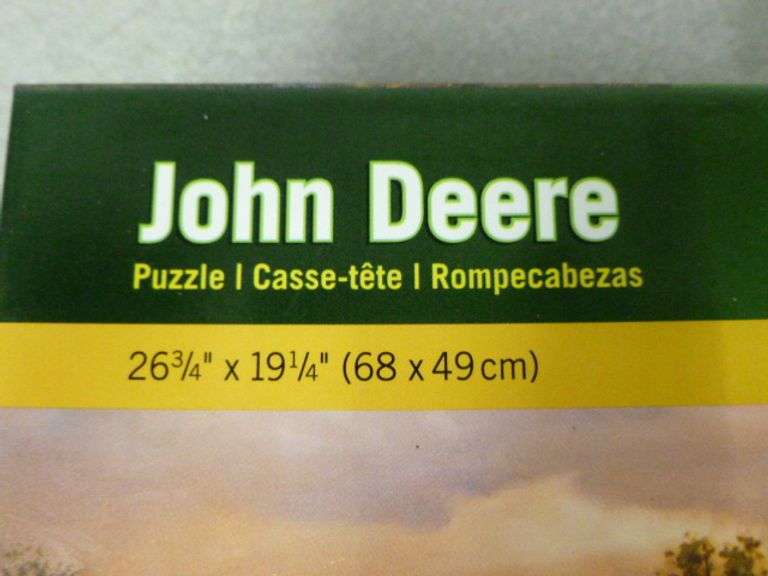 John Deere
Puzzle | Casse-tête | Rompecabezas
26¾" x 19¼" (68 x 49 cm)